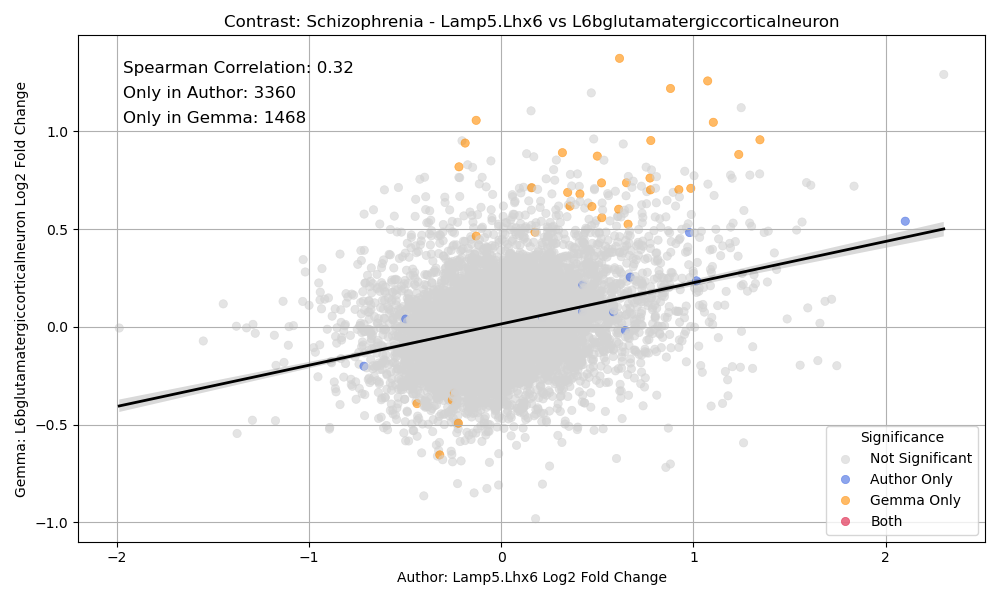 Contrast: Schizophrenia - Lamp5.Lhx6 vs L6bglutamatergiccorticalneuron
Spearman Correlation: 0.32
Only in Author: 3360
Only in Gemma: 1468
Gemma: L6bglutamatergiccorticalneuron Log2 Fold Change
1.0
0.5
0.0
−0.5
−1.0
Significance
Not Significant
Author Only
Gemma Only
Both
−2
−1
0
1
2
Author: Lamp5.Lhx6 Log2 Fold Change